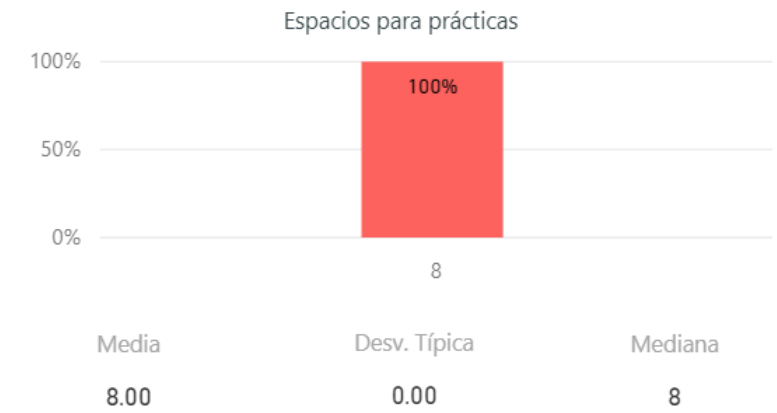 Espacios para prácticas
100%
100%
50%
0%
8
Media Desv. Típica Mediana
8.00 0.00 8